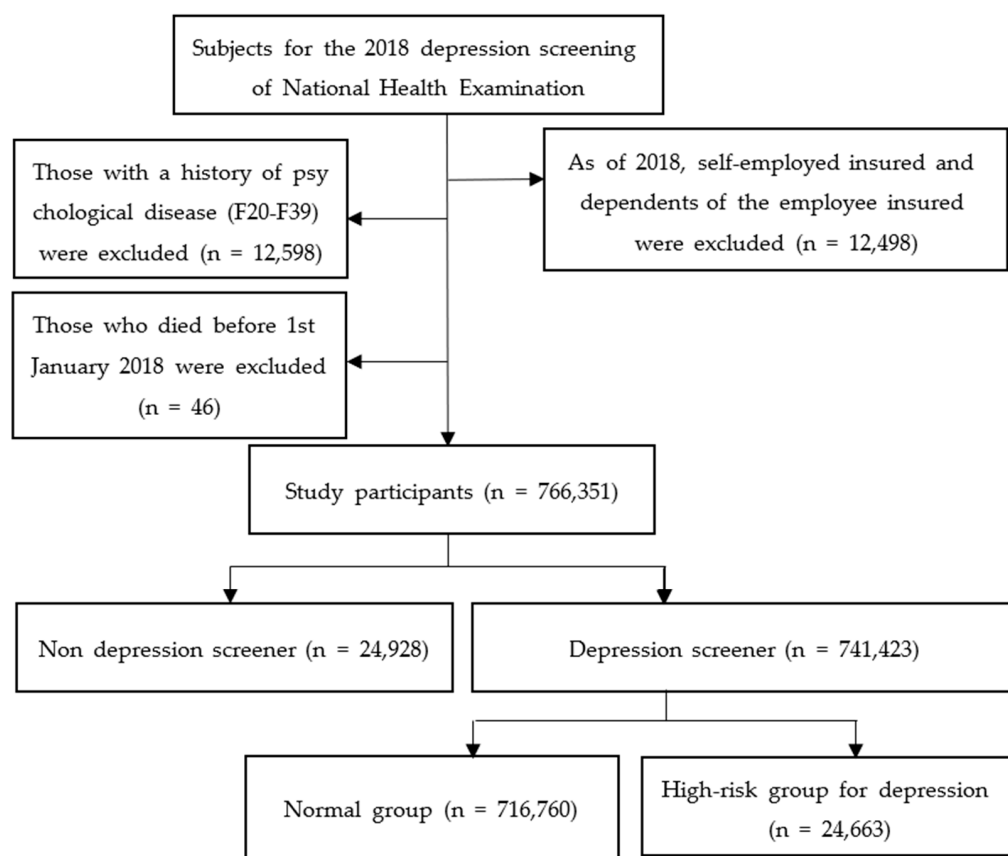 Subjects for the 2018 depression screening
of National Health Examination
As of 2018, self-employed insured and
dependents of the employee insured
were excluded (n = 12,498)
Those with a history of psy
chological disease (F20-F39)
were excluded (n = 12,598)
Those who died before 1st
January 2018 were excluded
(n = 46)
Study participants (n = 766,351)
Non depression screener (n = 24,928)
Depression screener (n = 741,423)
Normal group (n = 716,760)
High-risk group for depression
(n = 24,663)